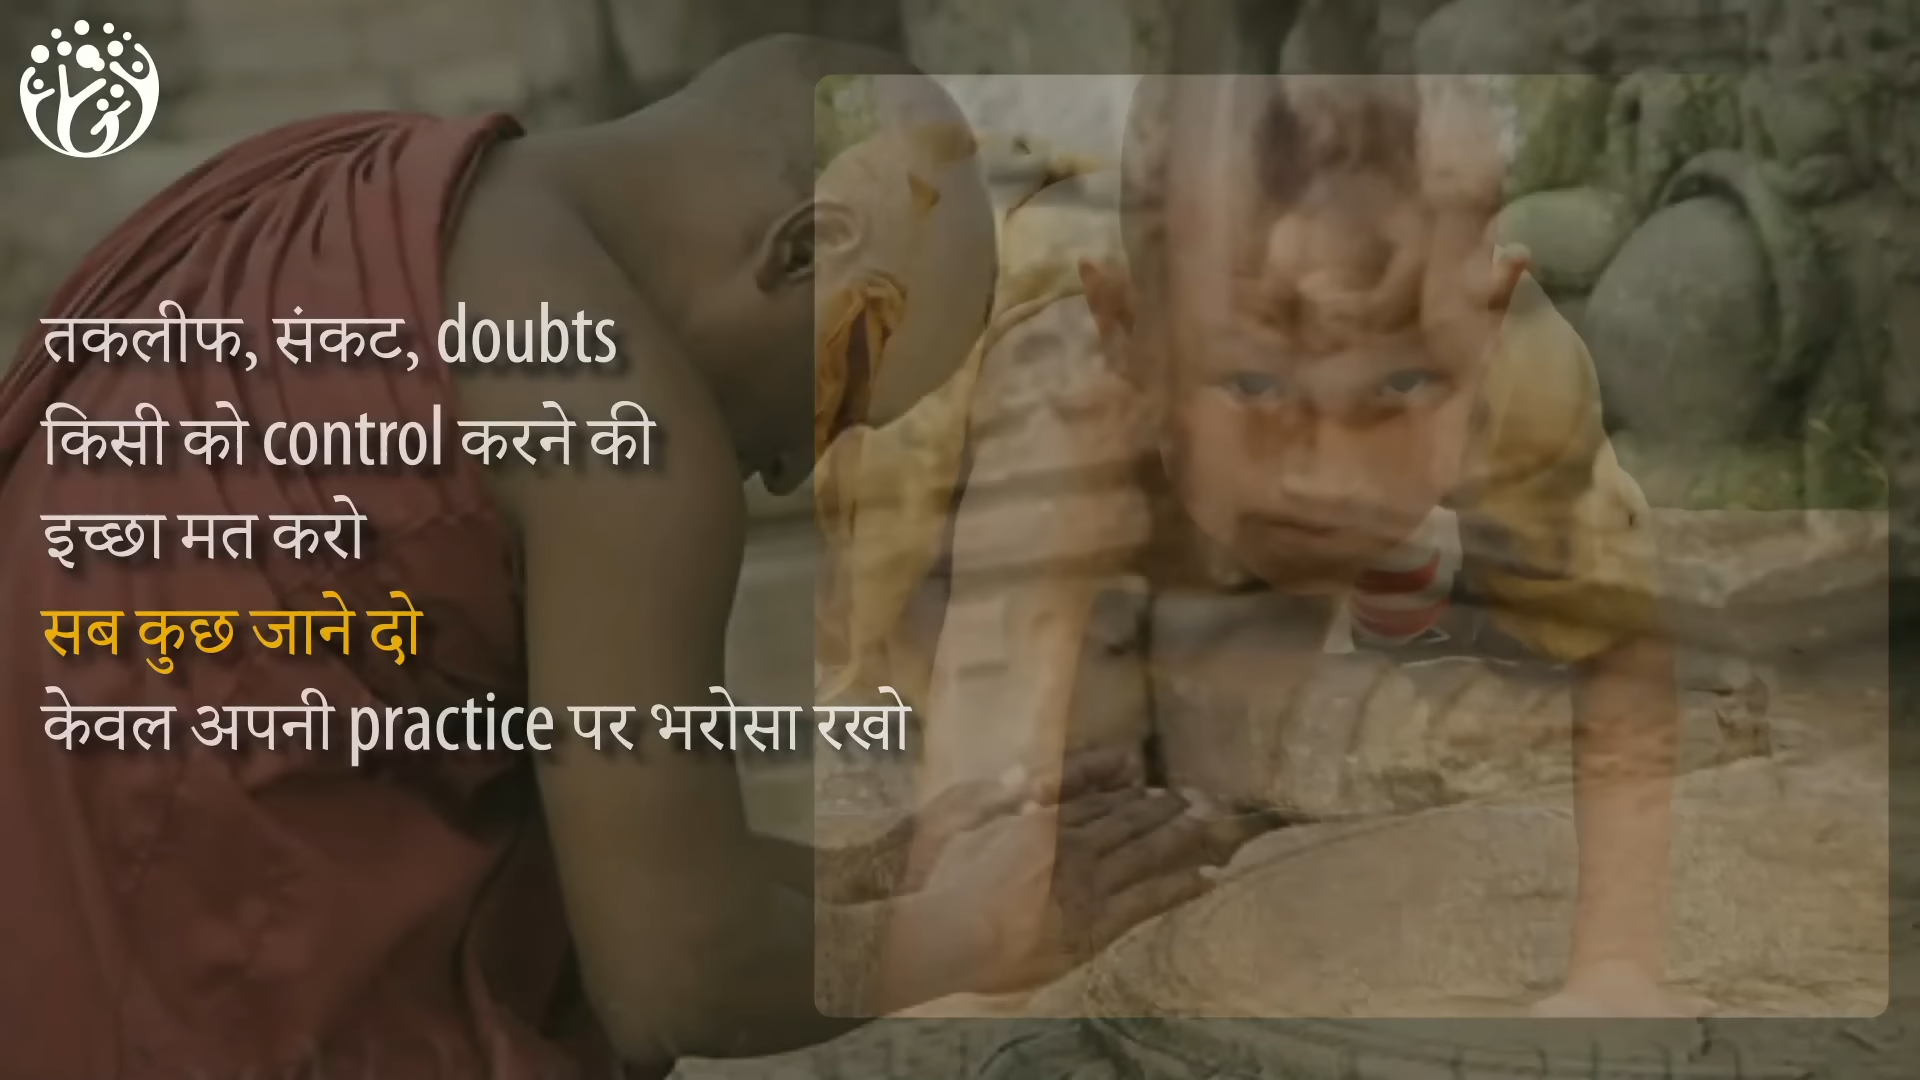 तकलीफ, संकट, doubts
किसी को control करने की
इच्छा मत करो
सब कुछ जाने दो
केवल अपनी practice पर भरोसा रखो